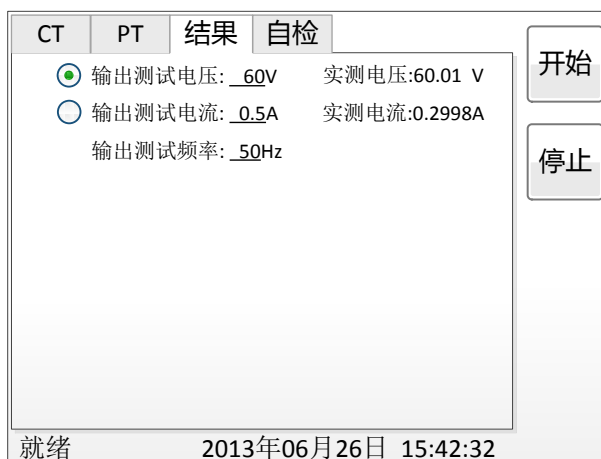 CT PT 结果 自检
开始
输出测试电压: 60V 实测电压:60.01 V
输出测试电流: 0.5A 实测电流:0.2998A
输出测试频率: 50Hz
停止
就绪 2013年06月26日 15:42:32